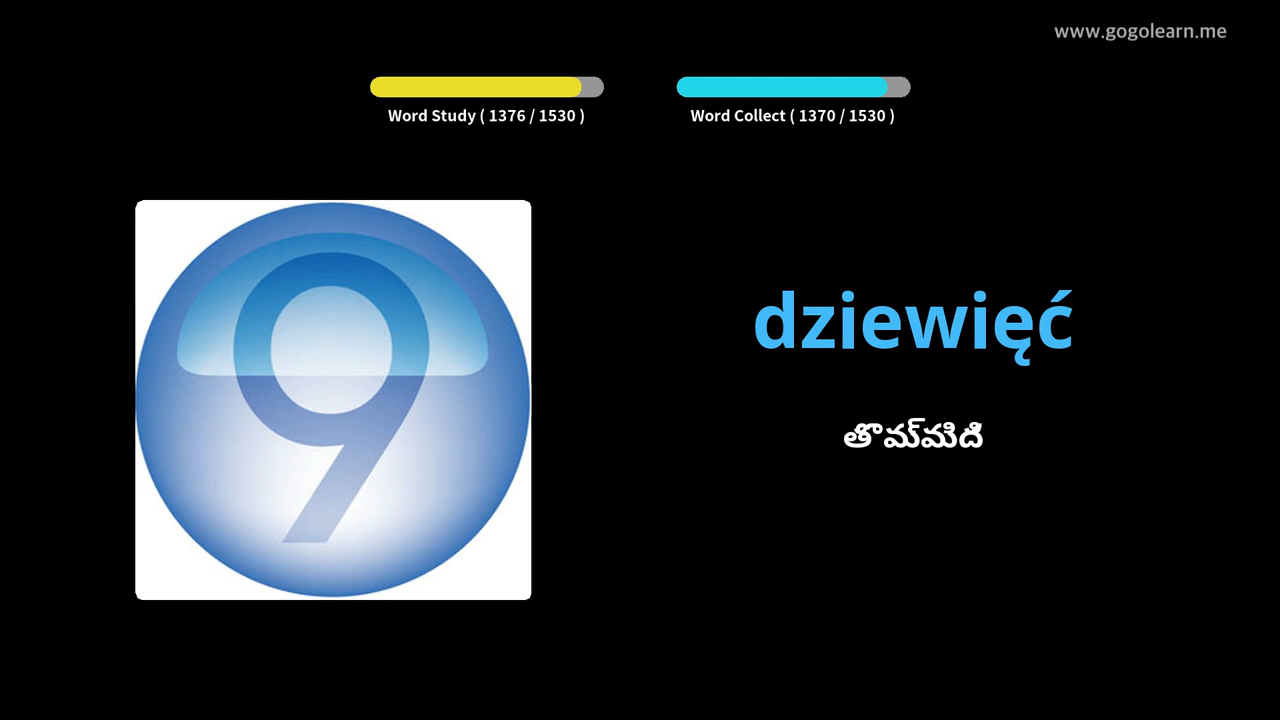 www.gogolearn.me
Word Study ( 1376 / 1530 )
Word Collect ( 1370 / 1530 )
9
dziewięć
తొమ్మిది